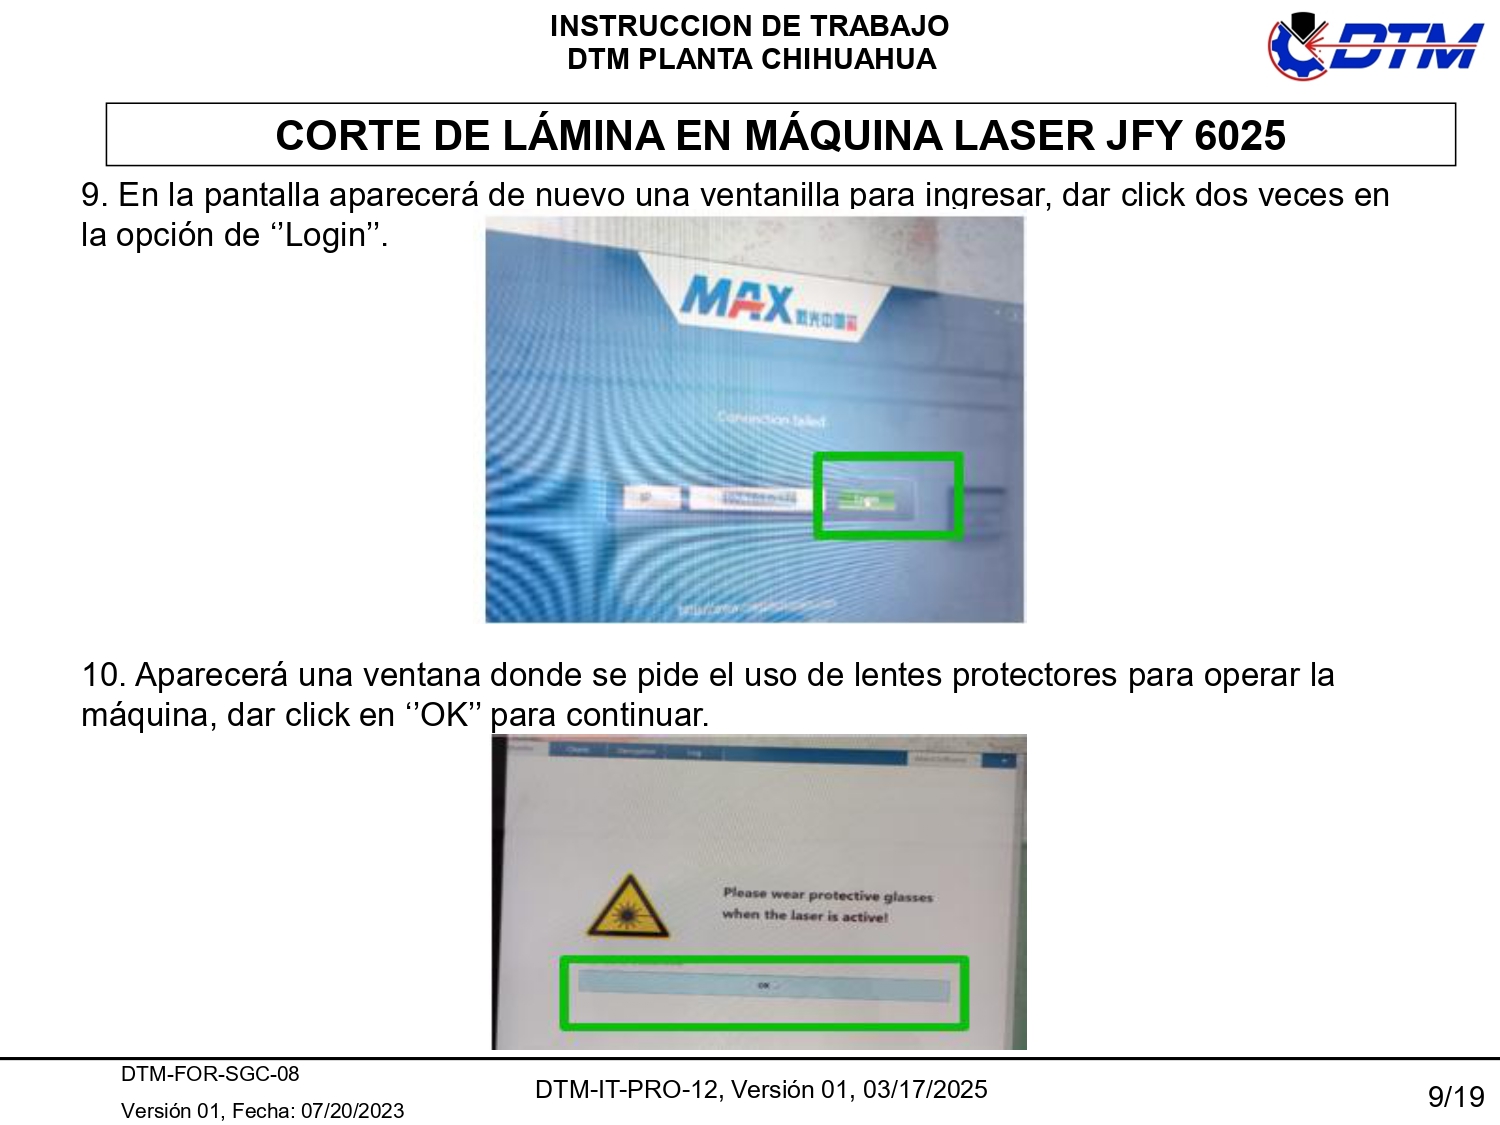 INSTRUCCION DE TRABAJO
DTM PLANTA CHIHUAHUA
DTM
CORTE DE LÁMINA EN MÁQUINA LASER JFY 6025
9. En la pantalla aparecerá de nuevo una ventanilla para ingresar, dar click dos veces en
la opción de ‘’Login’’.
MAX
Connection failed
IP
Login
10. Aparecerá una ventana donde se pide el uso de lentes protectores para operar la
máquina, dar click en ‘’OK’’ para continuar.
Please wear protective glasses
when the laser is active!
OK
DTM-FOR-SGC-08
Versión 01, Fecha: 07/20/2023
DTM-IT-PRO-12, Versión 01, 03/17/2025
9/19